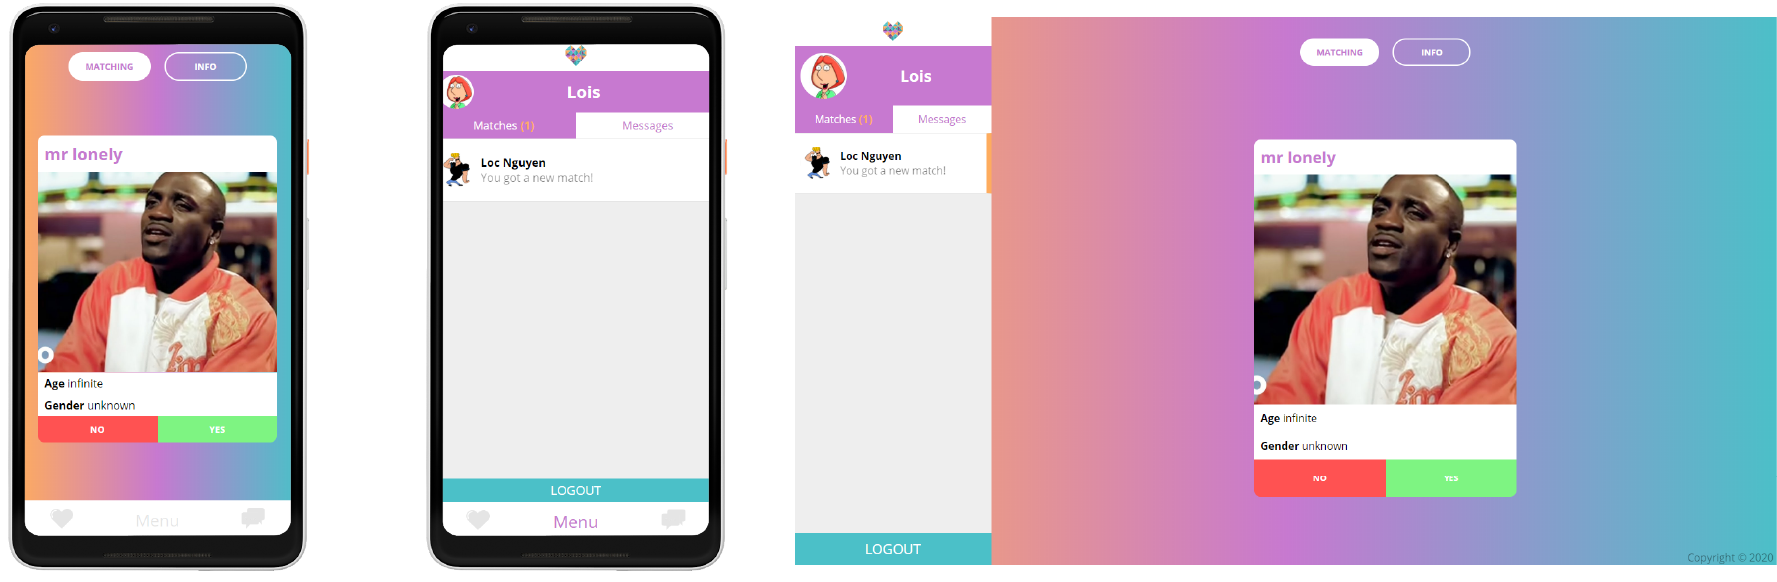 MATCHING
INFO
mr lonely
Age infinite
Gender unknown
NO
YES
Menu
Lois
Matches (1)
Messages
Loc Nguyen
You got a new match!
LOGOUT
Menu
Lois
Matches (1)
Messages
Loc Nguyen
You got a new match!
LOGOUT
MATCHING
INFO
mr lonely
Age infinite
Gender unknown
NO
YES
Copyright © 2020